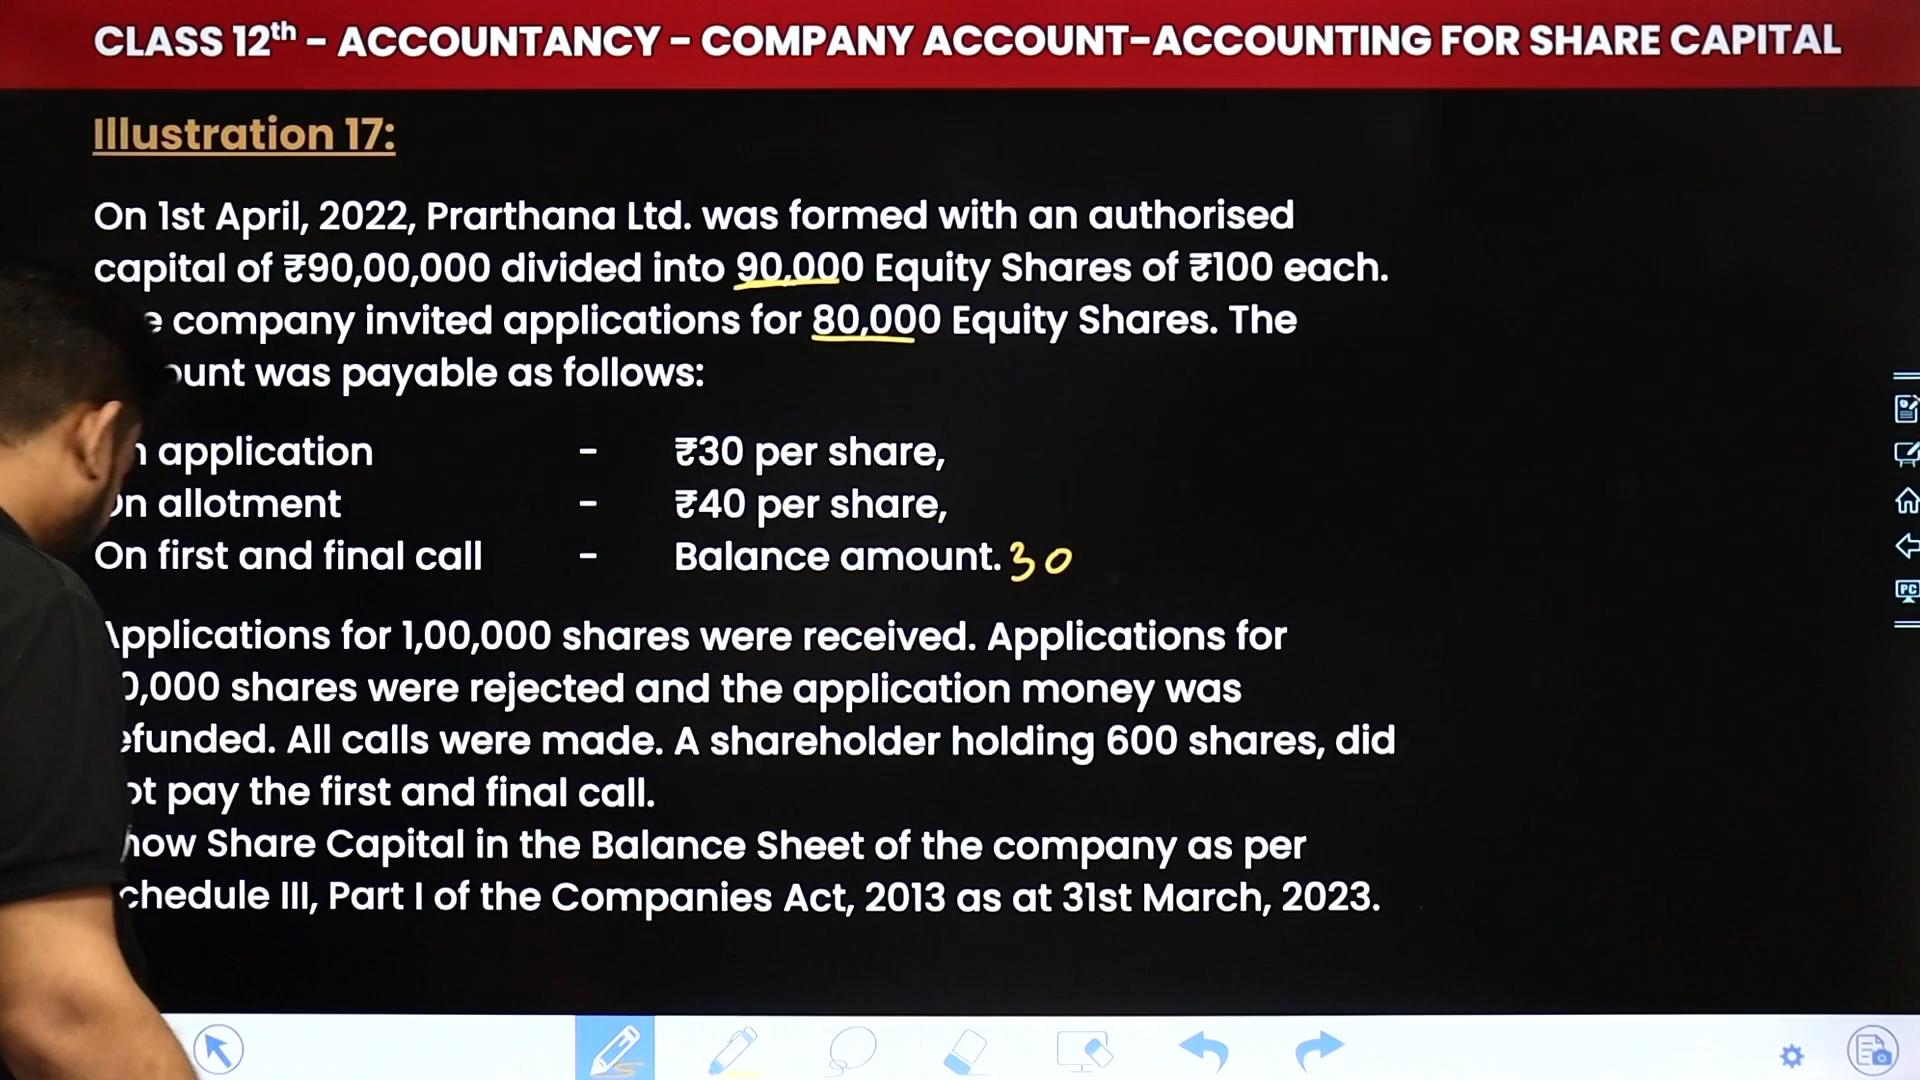 CLASS 12th - ACCOUNTANCY - COMPANY ACCOUNT-ACCOUNTING FOR SHARE CAPITAL
Illustration 17:
On 1st April, 2022, Prarthana Ltd. was formed with an authorised
capital of ₹90,00,000 divided into 90,000 Equity Shares of ₹100 each.
company invited applications for 80,000 Equity Shares. The
was payable as follows:
application - ₹30 per share,
On allotment - ₹40 per share,
On first and final call - Balance amount. 30
Applications for 1,00,000 shares were received. Applications for
shares were rejected and the application money was
refunded. All calls were made. A shareholder holding 600 shares, did
pay the first and final call.
Share Capital in the Balance Sheet of the company as per
Schedule III, Part I of the Companies Act, 2013 as at 31st March, 2023.
PC